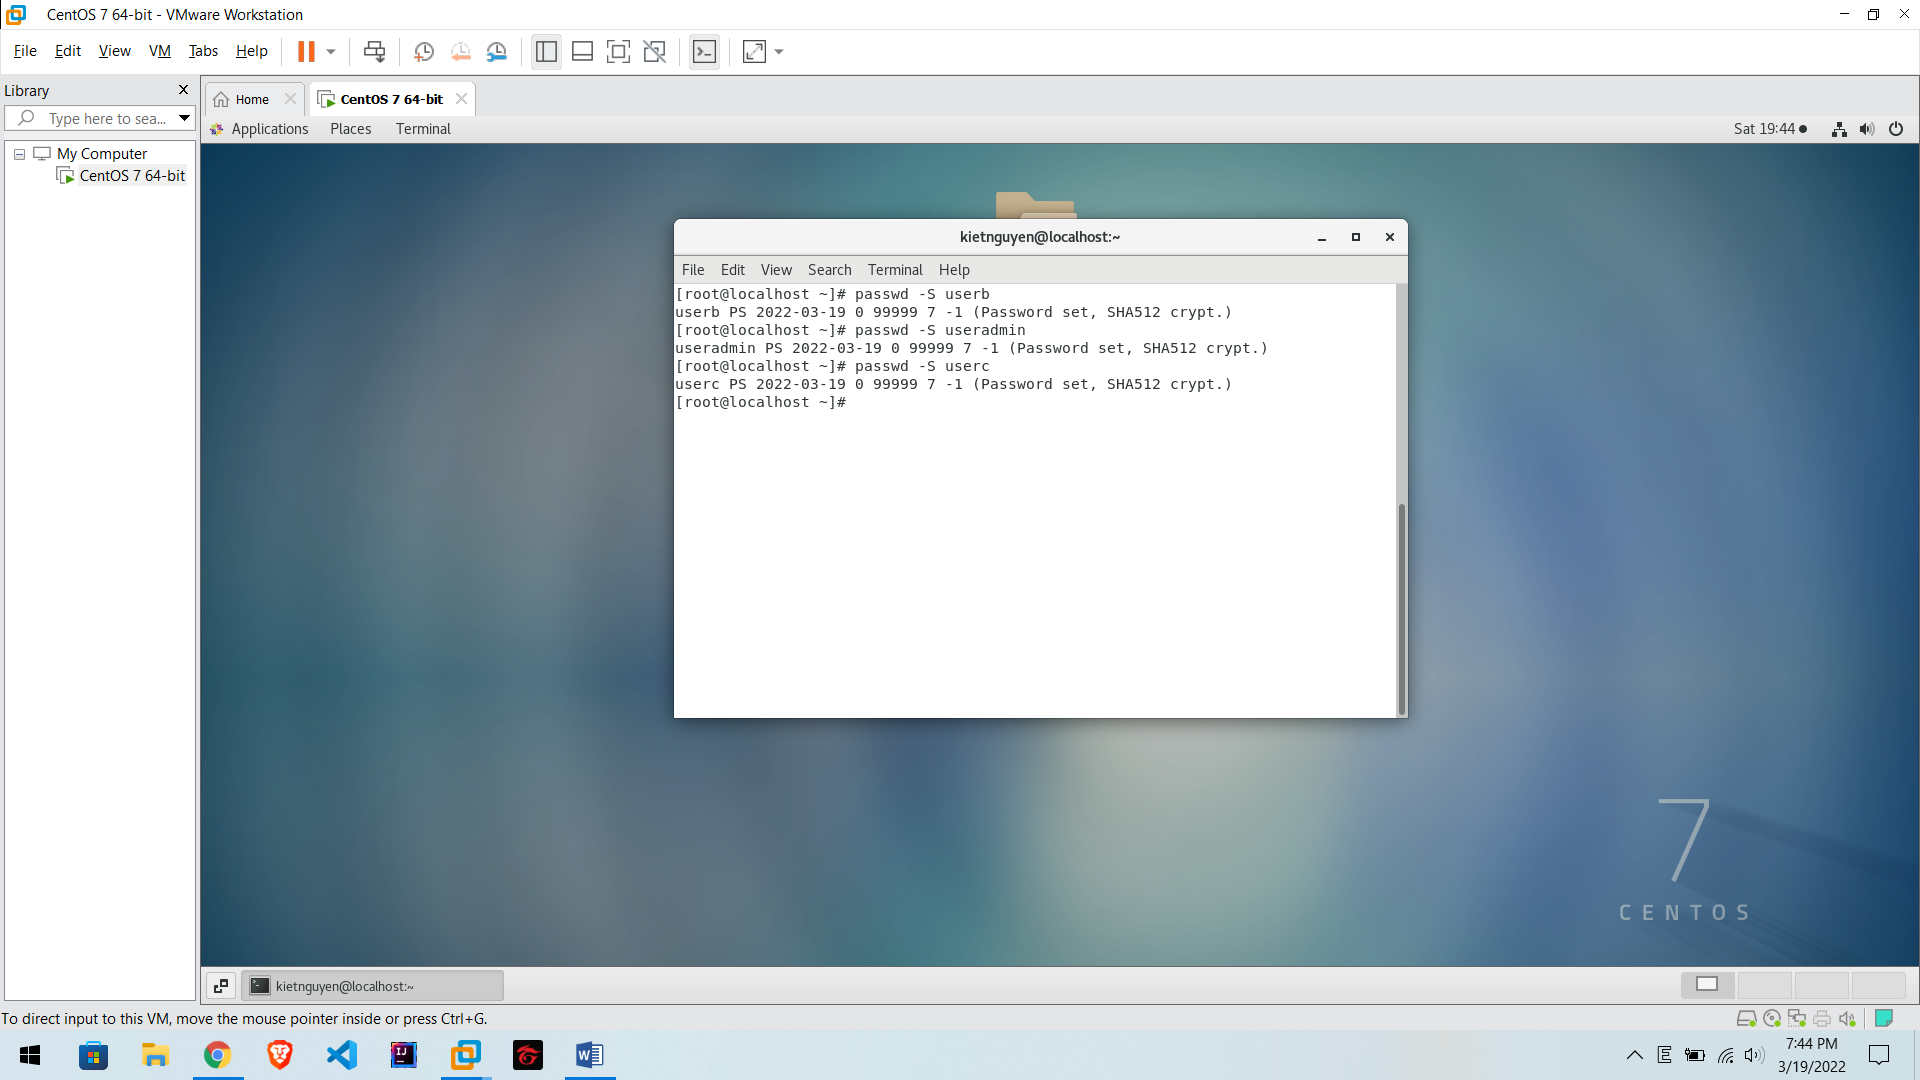 CentOS 7 64-bit - VMware Workstation
File Edit View VM Tabs Help
Library
Type here to sea...
My Computer
CentOS 7 64-bit
Home
CentOS 7 64-bit
Applications Places Terminal
Sat 19:44
kietnguyen@localhost:~
File Edit View Search Terminal Help
[root@localhost ~]# passwd -S userb
userb PS 2022-03-19 0 99999 7 -1 (Password set, SHA512 crypt.)
[root@localhost ~]# passwd -S useradmin
useradmin PS 2022-03-19 0 99999 7 -1 (Password set, SHA512 crypt.)
[root@localhost ~]# passwd -S userc
userc PS 2022-03-19 0 99999 7 -1 (Password set, SHA512 crypt.)
[root@localhost ~]#
7
CENTOS
kietnguyen@localhost:~
To direct input to this VM, move the mouse pointer inside or press Ctrl+G.
IJ
W
E
7:44 PM
3/19/2022